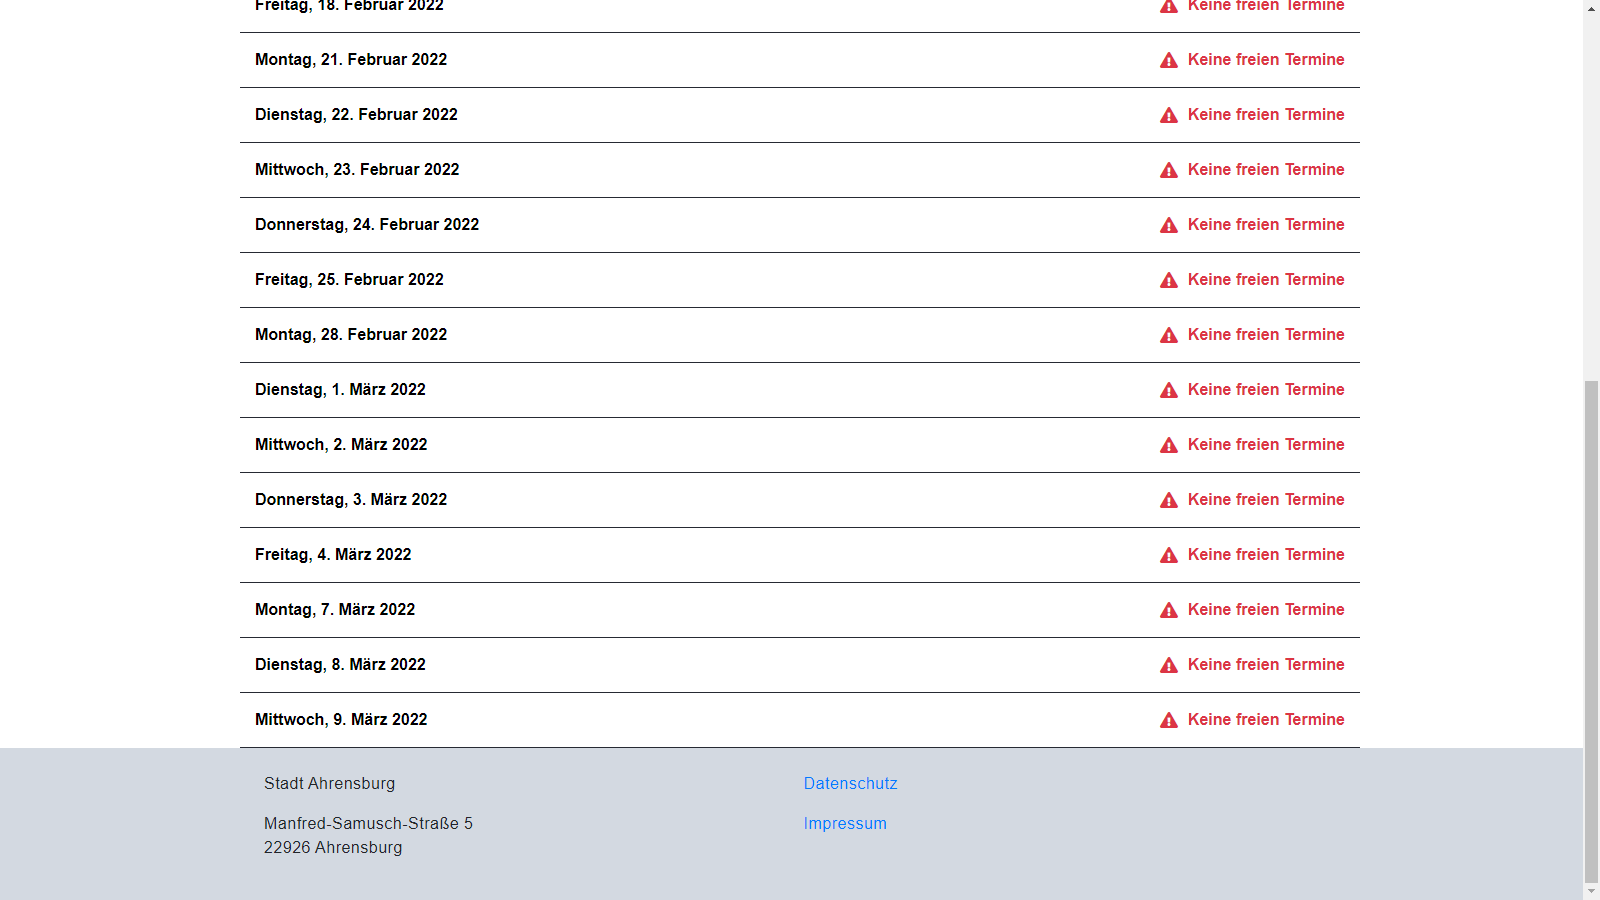 Freitag, 18. Februar 2022 Keine freien Termine
Montag, 21. Februar 2022 Keine freien Termine
Dienstag, 22. Februar 2022 Keine freien Termine
Mittwoch, 23. Februar 2022 Keine freien Termine
Donnerstag, 24. Februar 2022 Keine freien Termine
Freitag, 25. Februar 2022 Keine freien Termine
Montag, 28. Februar 2022 Keine freien Termine
Dienstag, 1. März 2022 Keine freien Termine
Mittwoch, 2. März 2022 Keine freien Termine
Donnerstag, 3. März 2022 Keine freien Termine
Freitag, 4. März 2022 Keine freien Termine
Montag, 7. März 2022 Keine freien Termine
Dienstag, 8. März 2022 Keine freien Termine
Mittwoch, 9. März 2022 Keine freien Termine
Stadt Ahrensburg
Manfred-Samusch-Straße 5
22926 Ahrensburg
Datenschutz
Impressum